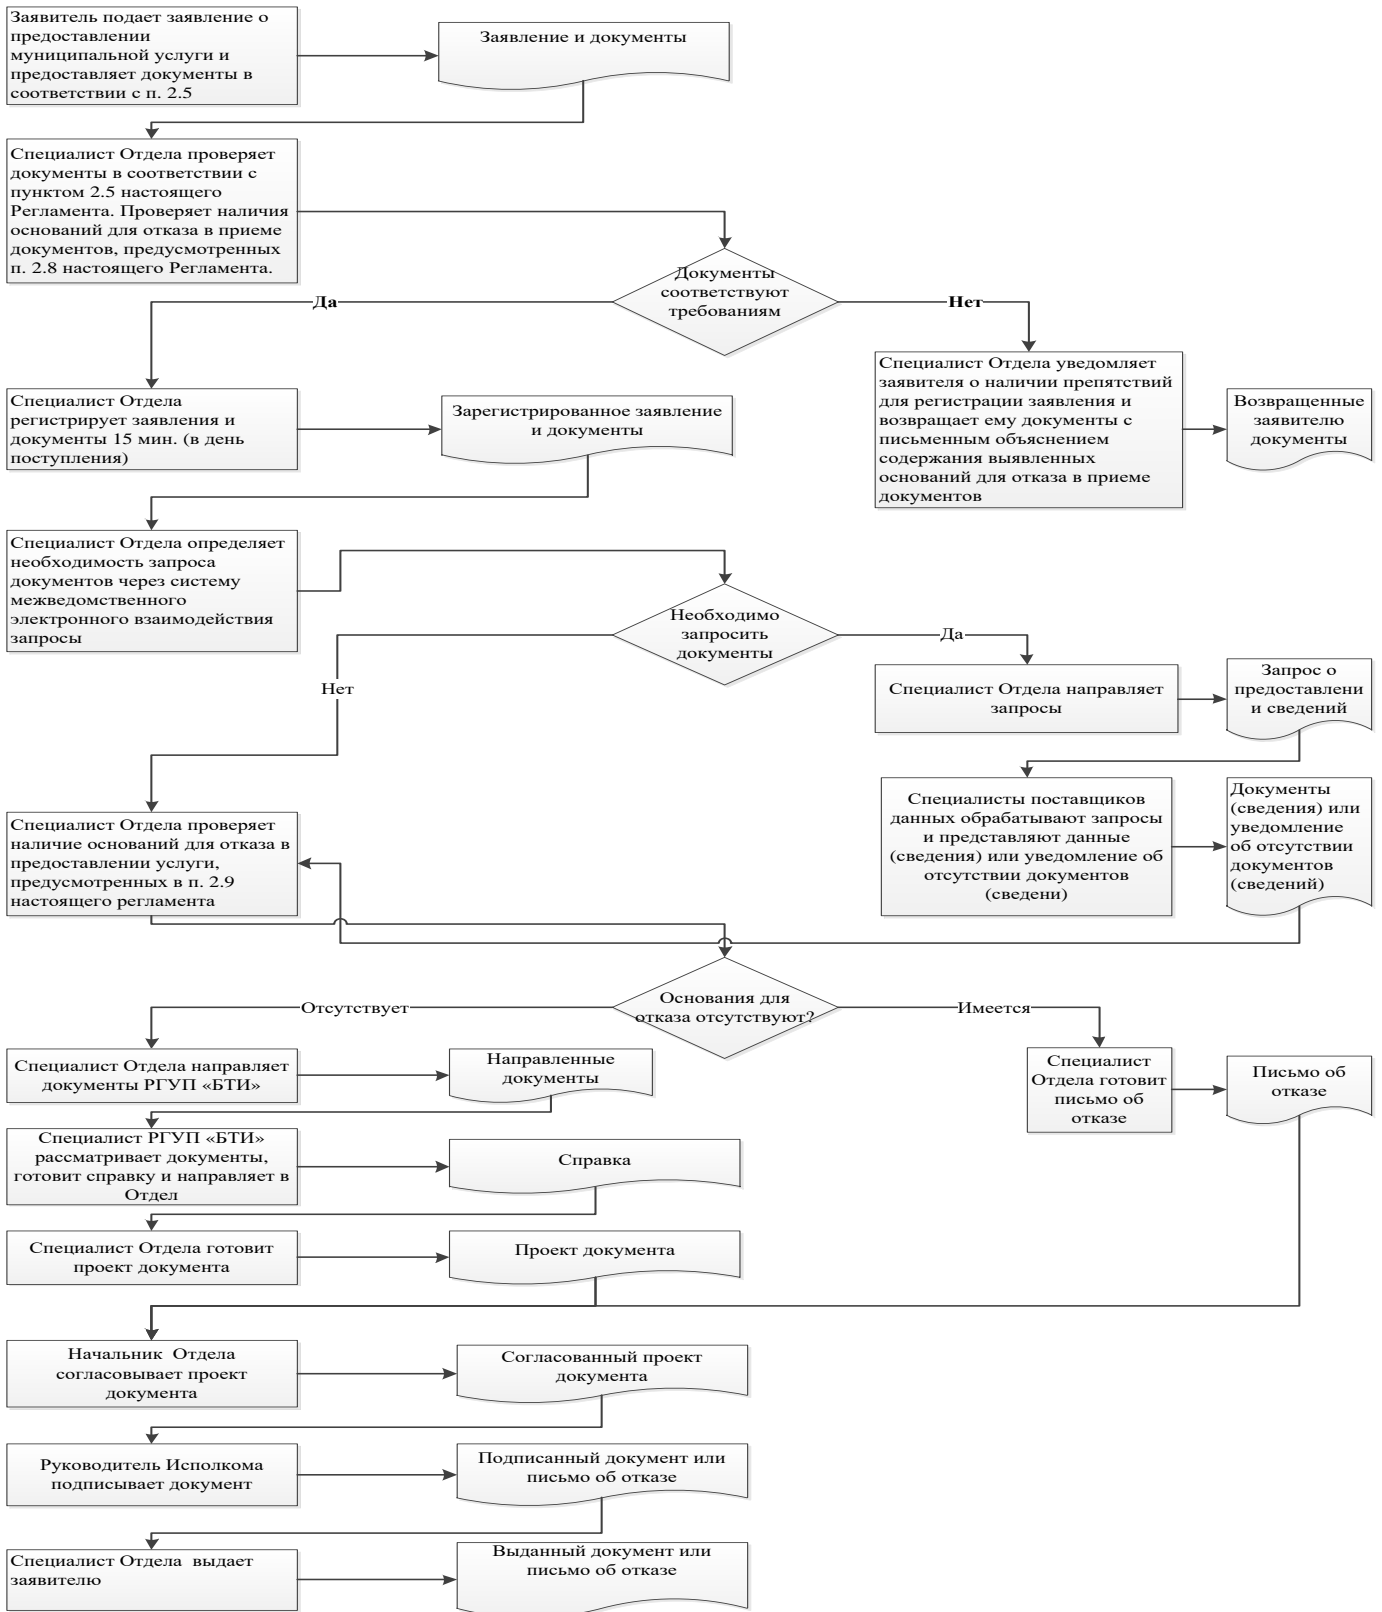 Заявитель подает заявление о
предоставлении
муниципальной услуги и
предоставляет документы в
соответствии с п. 2.5
Заявление и документы
Специалист Отдела проверяет
документы в соответствии с
пунктом 2.5 настоящего
Регламента. Проверяет наличия
оснований для отказа в приеме
документов, предусмотренных
п. 2.8 настоящего Регламента.
Документы
соответствуют
требованиям
Да
Нет
Специалист Отдела
регистрирует заявления и
документы 15 мин. (в день
поступления)
Зарегистрированное заявление
и документы
Специалист Отдела уведомляет
заявителя о наличии препятствий
для регистрации заявления и
возвращает ему документы с
письменным объяснением
содержания выявленных
оснований для отказа в приеме
документов
Возвращенные
заявителю
документы
Специалист Отдела определяет
необходимость запроса
документов через систему
межведомственного
электронного взаимодействия
запросы
Необходимо
запросить
документы
Да
Нет
Специалист Отдела направляет
запросы
Запрос о
предоставлени
и сведений
Специалисты поставщиков
данных обрабатывают запросы
и представляют данные
(сведения) или уведомление об
отсутствии документов
(сведени)
Документы
(сведения) или
уведомление
об отсутствии
документов
(сведений)
Специалист Отдела проверяет
наличие оснований для отказа в
предоставлении услуги,
предусмотренных в п. 2.9
настоящего регламента
Основания для
отказа отсутствуют?
Отсутствует
Имеется
Специалист Отдела направляет
документы РГУП «БТИ»
Направленные
документы
Специалист
Отдела готовит
письмо об
отказе
Письмо об
отказе
Специалист РГУП «БТИ»
рассматривает документы,
готовит справку и направляет в
Отдел
Справка
Специалист Отдела готовит
проект документа
Проект документа
Начальник  Отдела
согласовывает проект
документа
Согласованный проект
документа
Руководитель Исполкома
подписывает документ
Подписанный документ или
письмо об отказе
Специалист Отдела  выдает
заявителю
Выданный документ или
письмо об отказе